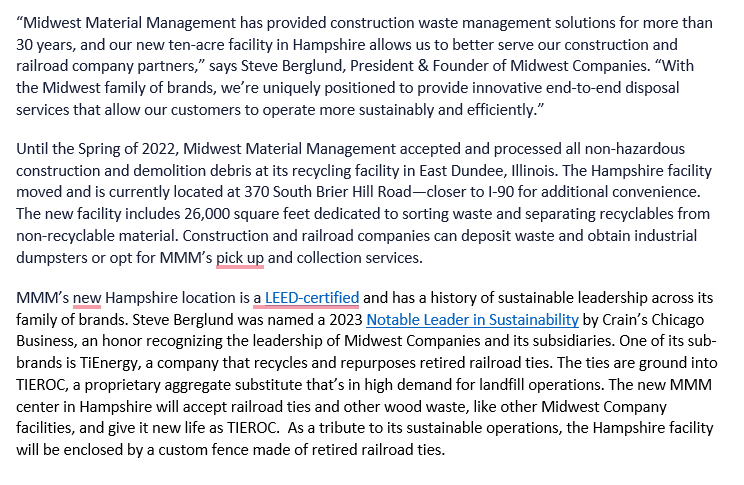 “Midwest Material Management has provided construction waste management solutions for more than
30 years, and our new ten-acre facility in Hampshire allows us to better serve our construction and
railroad company partners,” says Steve Berglund, President & Founder of Midwest Companies. “With
the Midwest family of brands, we’re uniquely positioned to provide innovative end-to-end disposal
services that allow our customers to operate more sustainably and efficiently.”
Until the Spring of 2022, Midwest Material Management accepted and processed all non-hazardous
construction and demolition debris at its recycling facility in East Dundee, Illinois. The Hampshire facility
moved and is currently located at 370 South Brier Hill Road—closer to I-90 for additional convenience.
The new facility includes 26,000 square feet dedicated to sorting waste and separating recyclables from
non-recyclable material. Construction and railroad companies can deposit waste and obtain industrial
dumpsters or opt for MMM’s pick up and collection services.
MMM’s new Hampshire location is a LEED-certified and has a history of sustainable leadership across its
family of brands. Steve Berglund was named a 2023 Notable Leader in Sustainability by Crain’s Chicago
Business, an honor recognizing the leadership of Midwest Companies and its subsidiaries. One of its sub-
brands is TiEnergy, a company that recycles and repurposes retired railroad ties. The ties are ground into
TIEROC, a proprietary aggregate substitute that’s in high demand for landfill operations. The new MMM
center in Hampshire will accept railroad ties and other wood waste, like other Midwest Company
facilities, and give it new life as TIEROC.  As a tribute to its sustainable operations, the Hampshire facility
will be enclosed by a custom fence made of retired railroad ties.